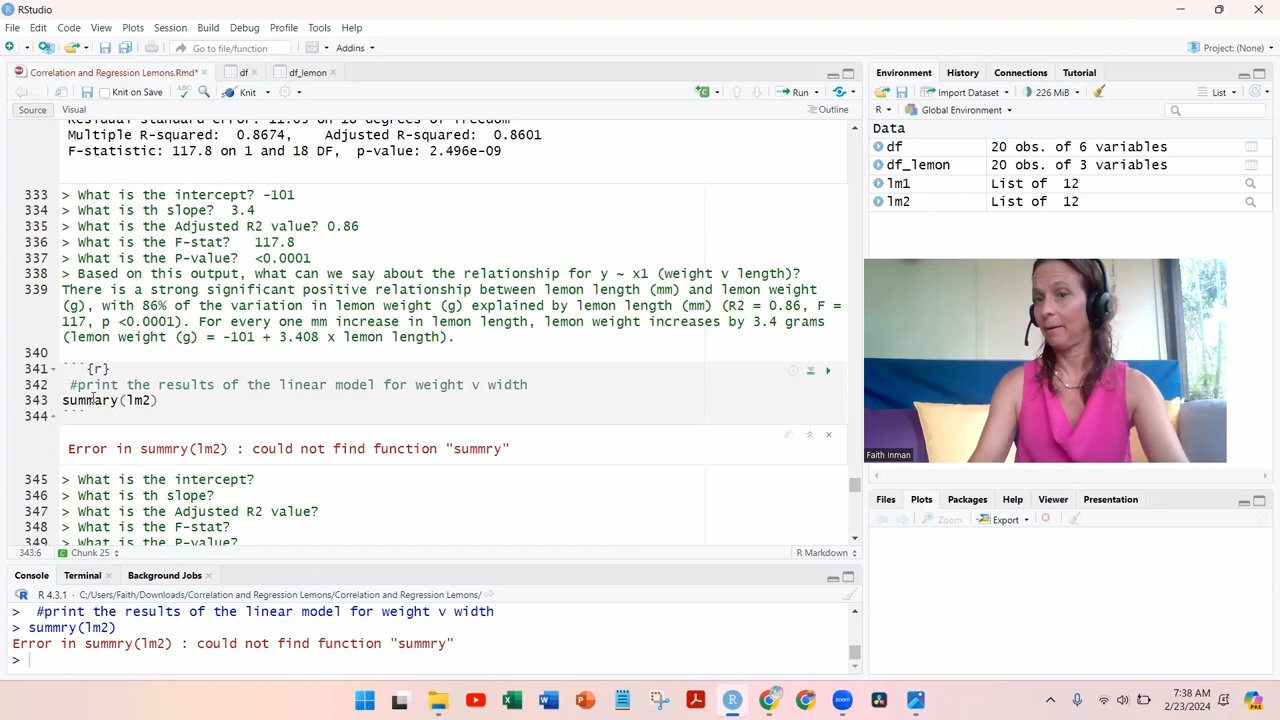 RStudio
File Edit Code View Plots Session Build Debug Profile Tools Help
Go to file/function Addins Project: (None)
Correlation and Regression Lemons.Rmd* df df_lemon
Knit on Save Knit Run
Source Visual Outline
Multiple R-squared:  0.8674,    Adjusted R-squared:  0.8601
F-statistic: 117.8 on 1 and 18 DF,  p-value: 2.496e-09
333 > What is the intercept? -101
334 > What is th slope?  3.4
335 > What is the Adjusted R2 value? 0.86
336 > What is the F-stat?   117.8
337 > What is the P-value?  <0.0001
338 > Based on this output, what can we say about the relationship for y ~ x1 (weight v length)?
339 There is a strong significant positive relationship between lemon length (mm) and lemon weight
(g), with 86% of the variation in lemon weight (g) explained by lemon length (mm) (R2 = 0.86, F =
117, p <0.0001). For every one mm increase in lemon length, lemon weight increases by 3.4 grams
(lemon weight (g) = -101 + 3.408 x lemon length).
340
341 ```{r}
342 #print the results of the linear model for weight v width
343 summary(lm2)
344 ```
Error in summry(lm2) : could not find function "summry"
345 > What is the intercept?
346 > What is th slope?
347 > What is the Adjusted R2 value?
348 > What is the F-stat?
349 > What is the P-value?
343:6 Chunk 25 R Markdown
Console Terminal Background Jobs
R 4.3.1 · C:/Users/Faith/Downloads/Correlation and Regression Lemons/Correlation and Regression Lemons/
>  #print the results of the linear model for weight v width
> summry(lm2)
Error in summry(lm2) : could not find function "summry"
>
Environment History Connections Tutorial
Import Dataset 226 MiB List
R Global Environment
Data
df 20 obs. of 6 variables
df_lemon 20 obs. of 3 variables
lm1 List of  12
lm2 List of  12
Faith Inman
Files Plots Packages Help Viewer Presentation
Zoom Export
7:38 AM
2/23/2024